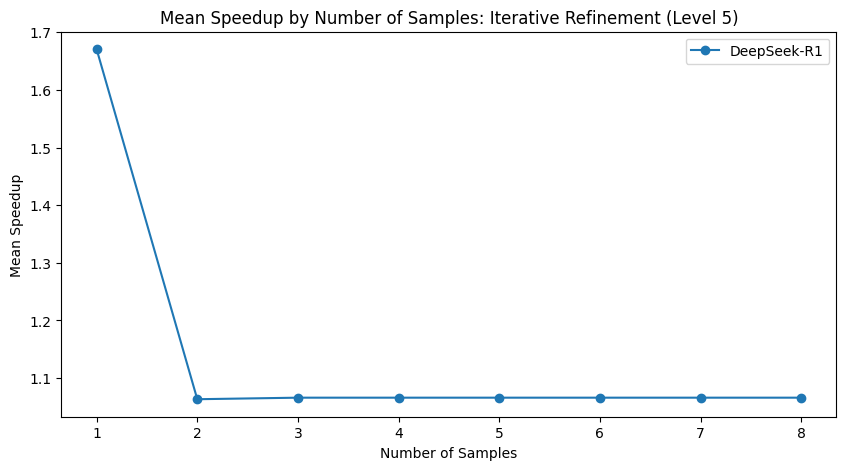 Mean Speedup by Number of Samples: Iterative Refinement (Level 5)
DeepSeek-R1
Mean Speedup
1.7
1.6
1.5
1.4
1.3
1.2
1.1
1 2 3 4 5 6 7 8
Number of Samples